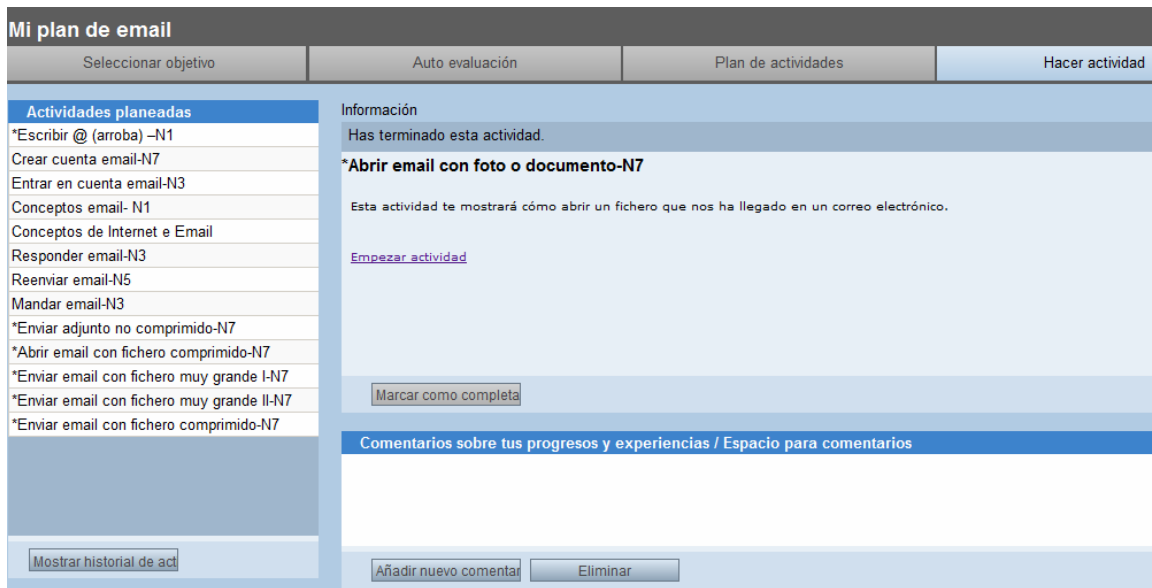 Mi plan de email
Seleccionar objetivo
Auto evaluación
Plan de actividades
Hacer actividad
Actividades planeadas
*Escribir @ (arroba) –N1
Crear cuenta email-N7
Entrar en cuenta email-N3
Conceptos email- N1
Conceptos de Internet e Email
Responder email-N3
Reenviar email-N5
Mandar email-N3
*Enviar adjunto no comprimido-N7
*Abrir email con fichero comprimido-N7
*Enviar email con fichero muy grande I-N7
*Enviar email con fichero muy grande II-N7
*Enviar email con fichero comprimido-N7
Mostrar historial de act
Información
Has terminado esta actividad.
*Abrir email con foto o documento-N7
Esta actividad te mostrará cómo abrir un fichero que nos ha llegado en un correo electrónico.
Empezar actividad
Marcar como completa
Comentarios sobre tus progresos y experiencias / Espacio para comentarios
Añadir nuevo comentar
Eliminar